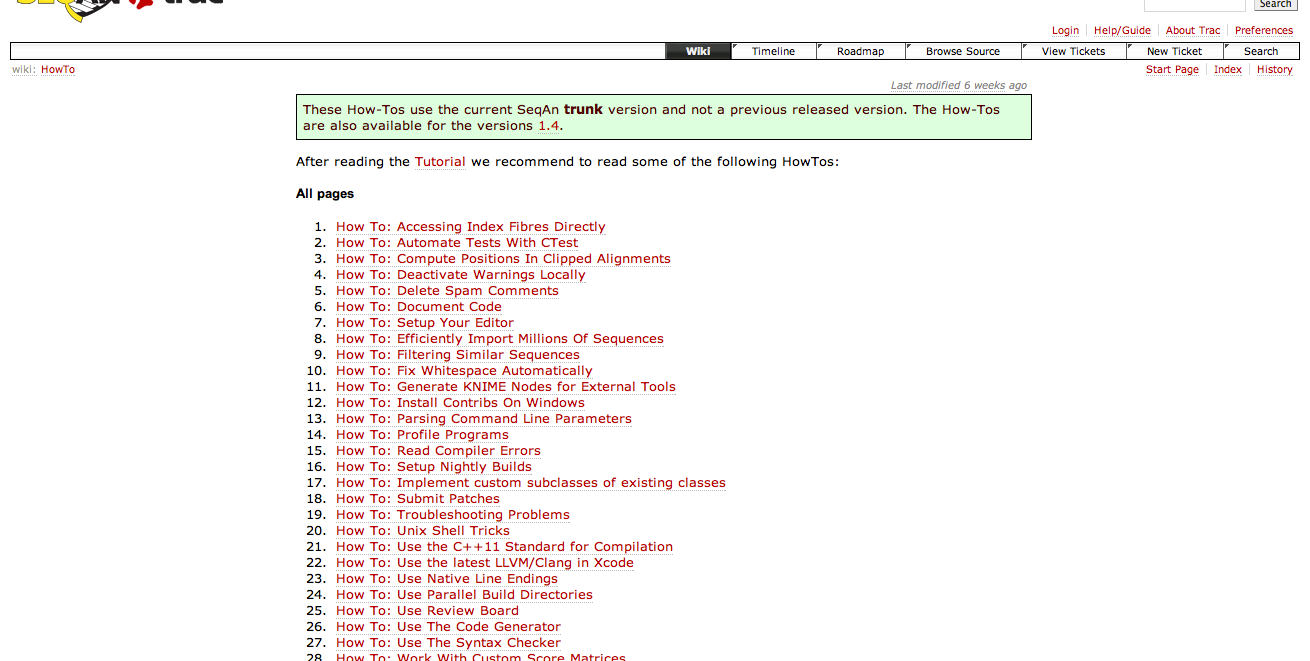 Search
Login Help/Guide About Trac Preferences
Wiki Timeline Roadmap Browse Source View Tickets New Ticket Search
wiki: HowTo Start Page Index History
Last modified 6 weeks ago
These How-Tos use the current SeqAn trunk version and not a previous released version. The How-Tos
are also available for the versions 1.4.
After reading the Tutorial we recommend to read some of the following HowTos:
All pages
1. How To: Accessing Index Fibres Directly
2. How To: Automate Tests With CTest
3. How To: Compute Positions In Clipped Alignments
4. How To: Deactivate Warnings Locally
5. How To: Delete Spam Comments
6. How To: Document Code
7. How To: Setup Your Editor
8. How To: Efficiently Import Millions Of Sequences
9. How To: Filtering Similar Sequences
10. How To: Fix Whitespace Automatically
11. How To: Generate KNIME Nodes for External Tools
12. How To: Install Contribs On Windows
13. How To: Parsing Command Line Parameters
14. How To: Profile Programs
15. How To: Read Compiler Errors
16. How To: Setup Nightly Builds
17. How To: Implement custom subclasses of existing classes
18. How To: Submit Patches
19. How To: Troubleshooting Problems
20. How To: Unix Shell Tricks
21. How To: Use the C++11 Standard for Compilation
22. How To: Use the latest LLVM/Clang in Xcode
23. How To: Use Native Line Endings
24. How To: Use Parallel Build Directories
25. How To: Use Review Board
26. How To: Use The Code Generator
27. How To: Use The Syntax Checker
28. How To: Work With Custom Score Matrices